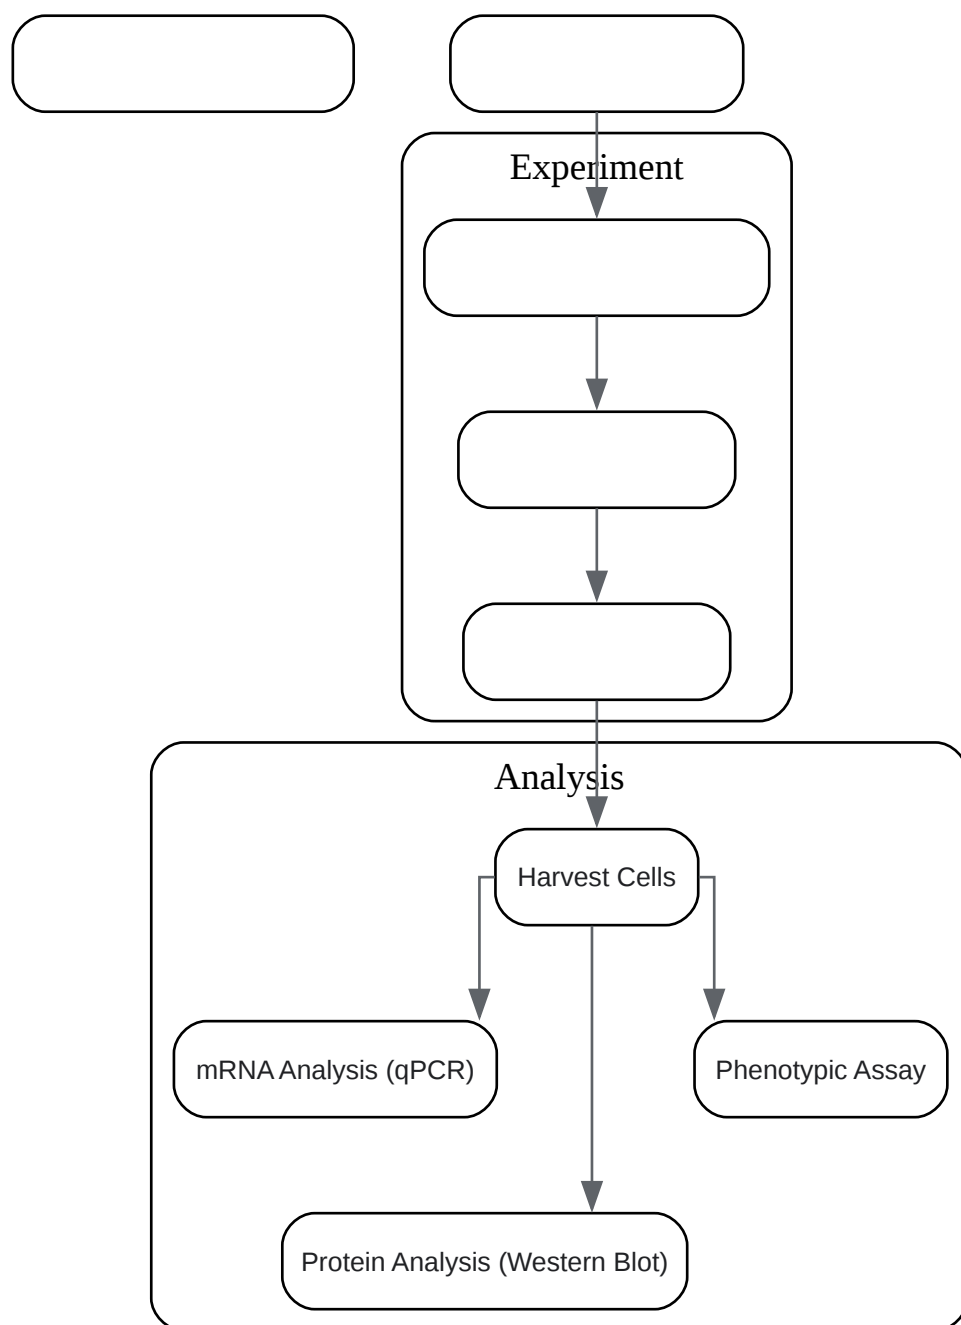 Experiment
Analysis
Harvest Cells
mRNA Analysis (qPCR)
Phenotypic Assay
Protein Analysis (Western Blot)